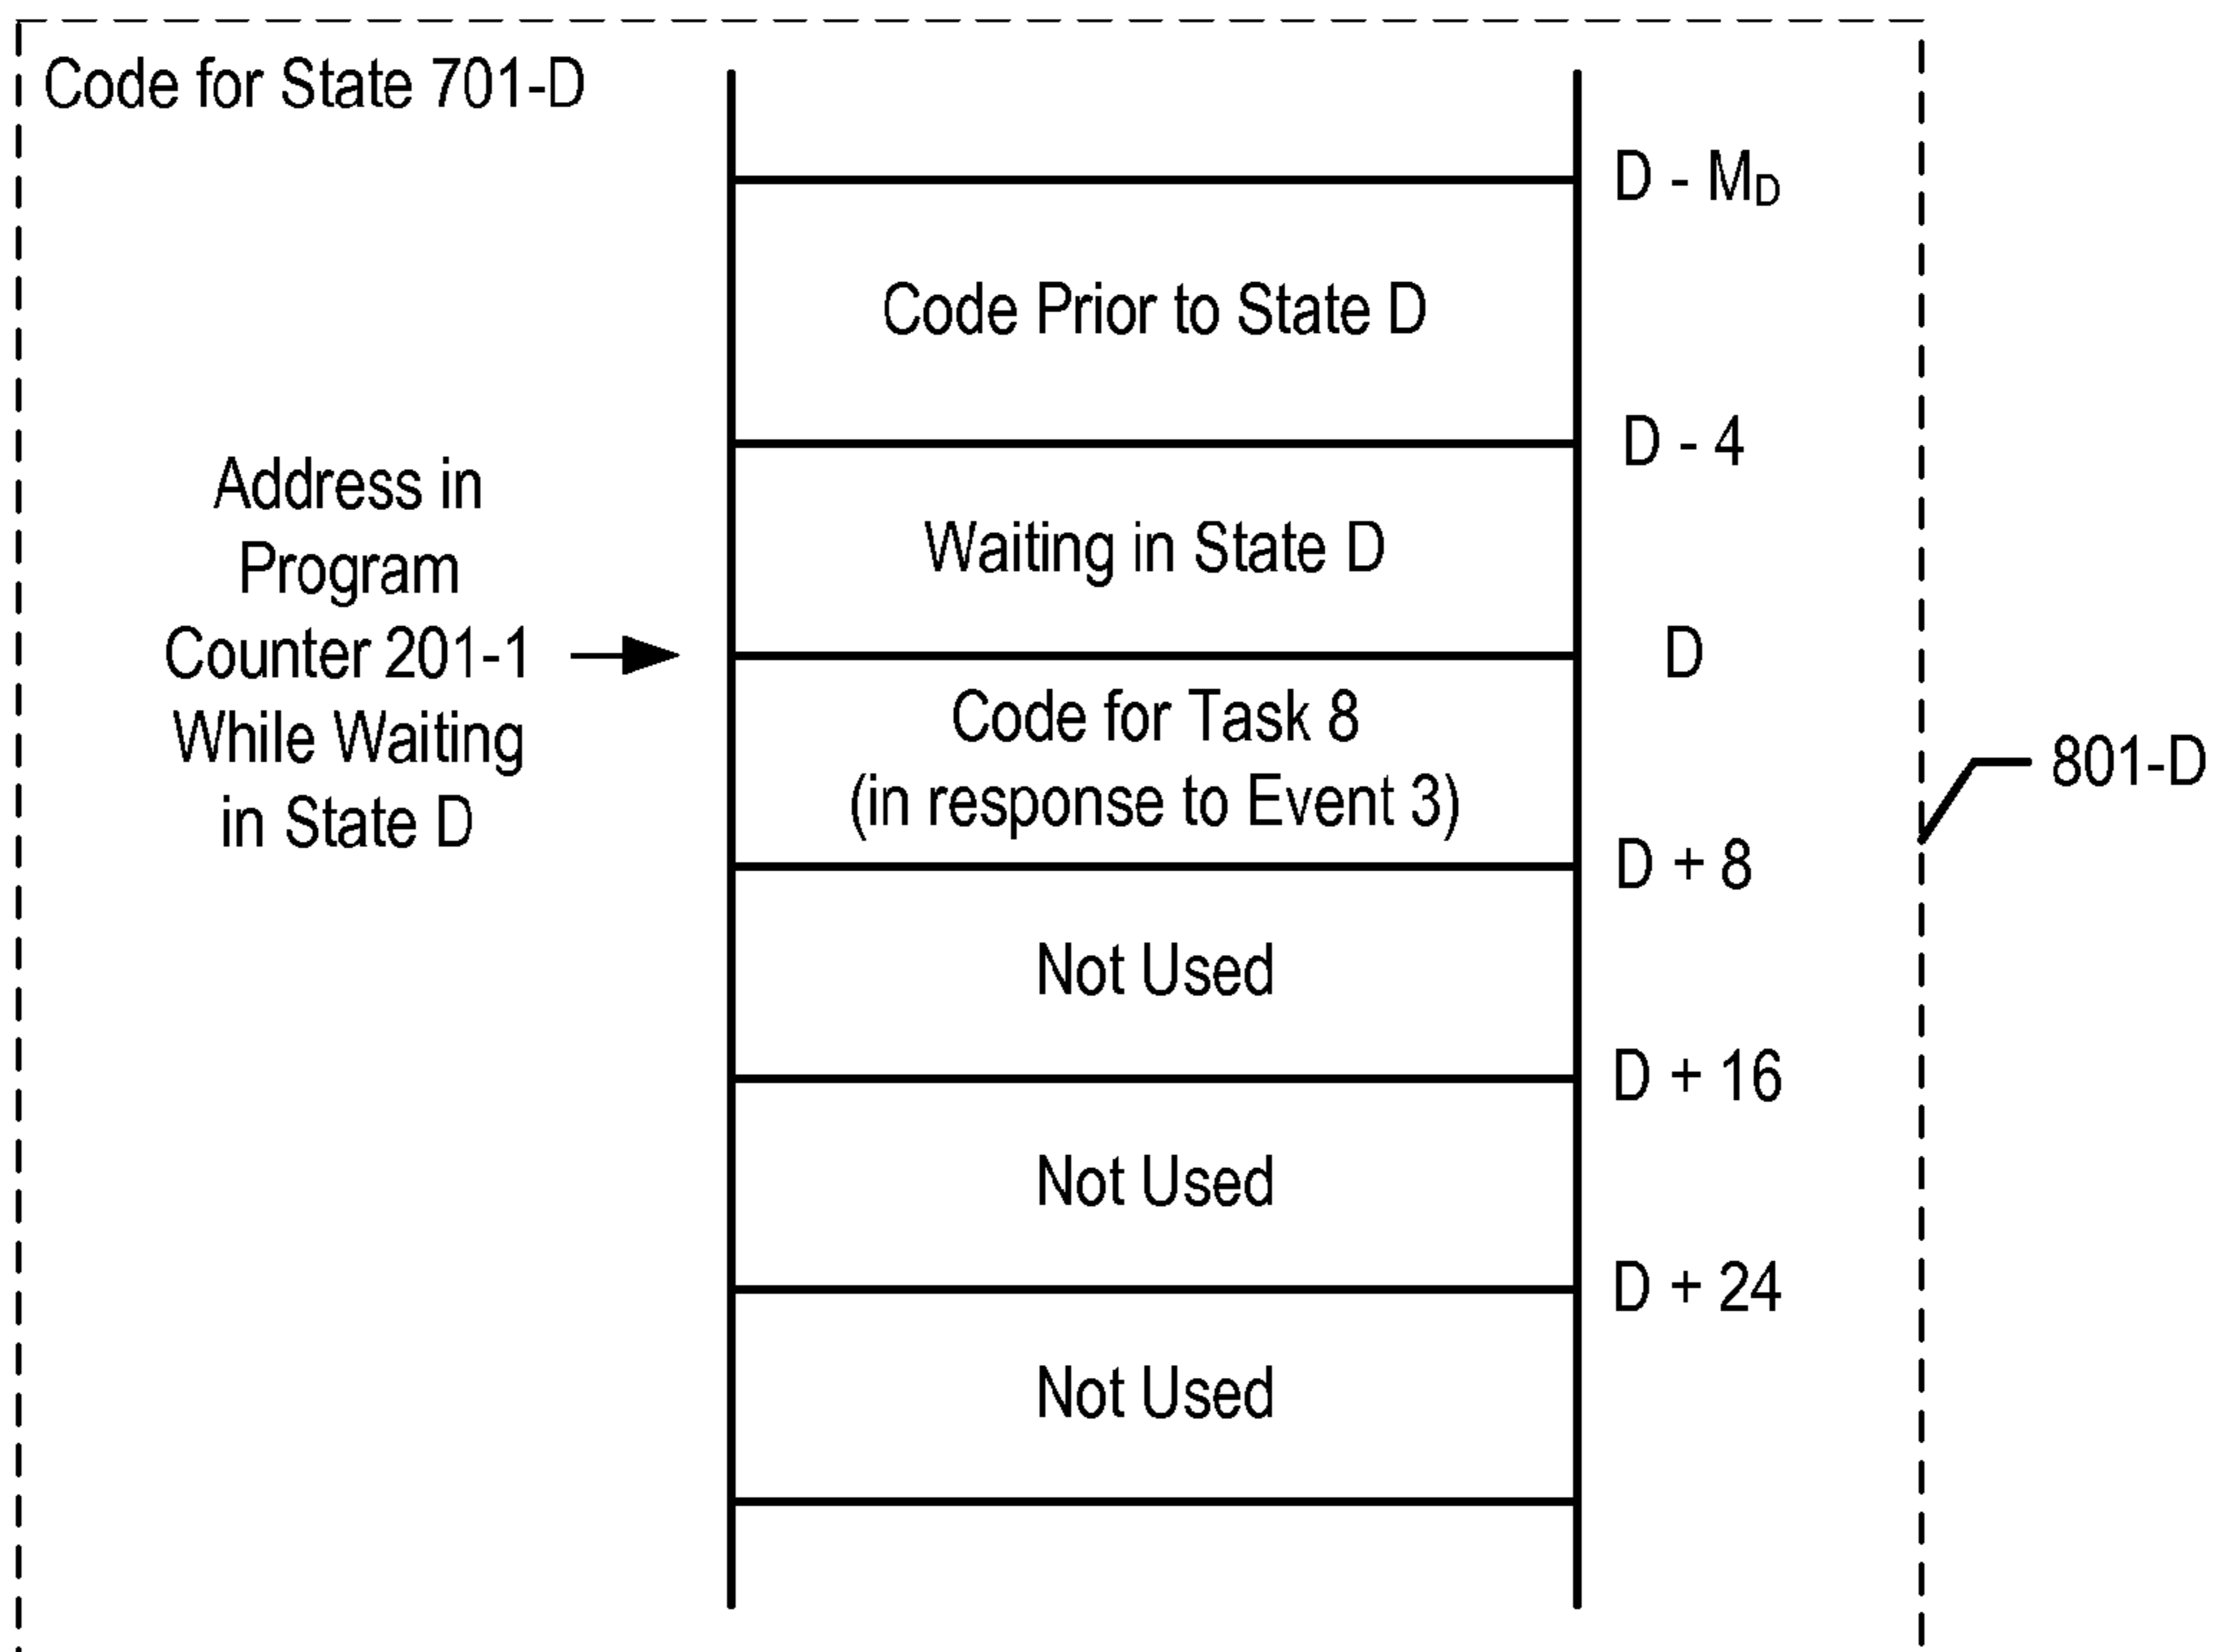 Code for State 701-D
D - MD
Code Prior to State D
D - 4
Address in
Program
Counter 201-1
While Waiting
in State D
Waiting in State D
D
Code for Task 8
(in response to Event 3)
801-D
D + 8
Not Used
D + 16
Not Used
D + 24
Not Used